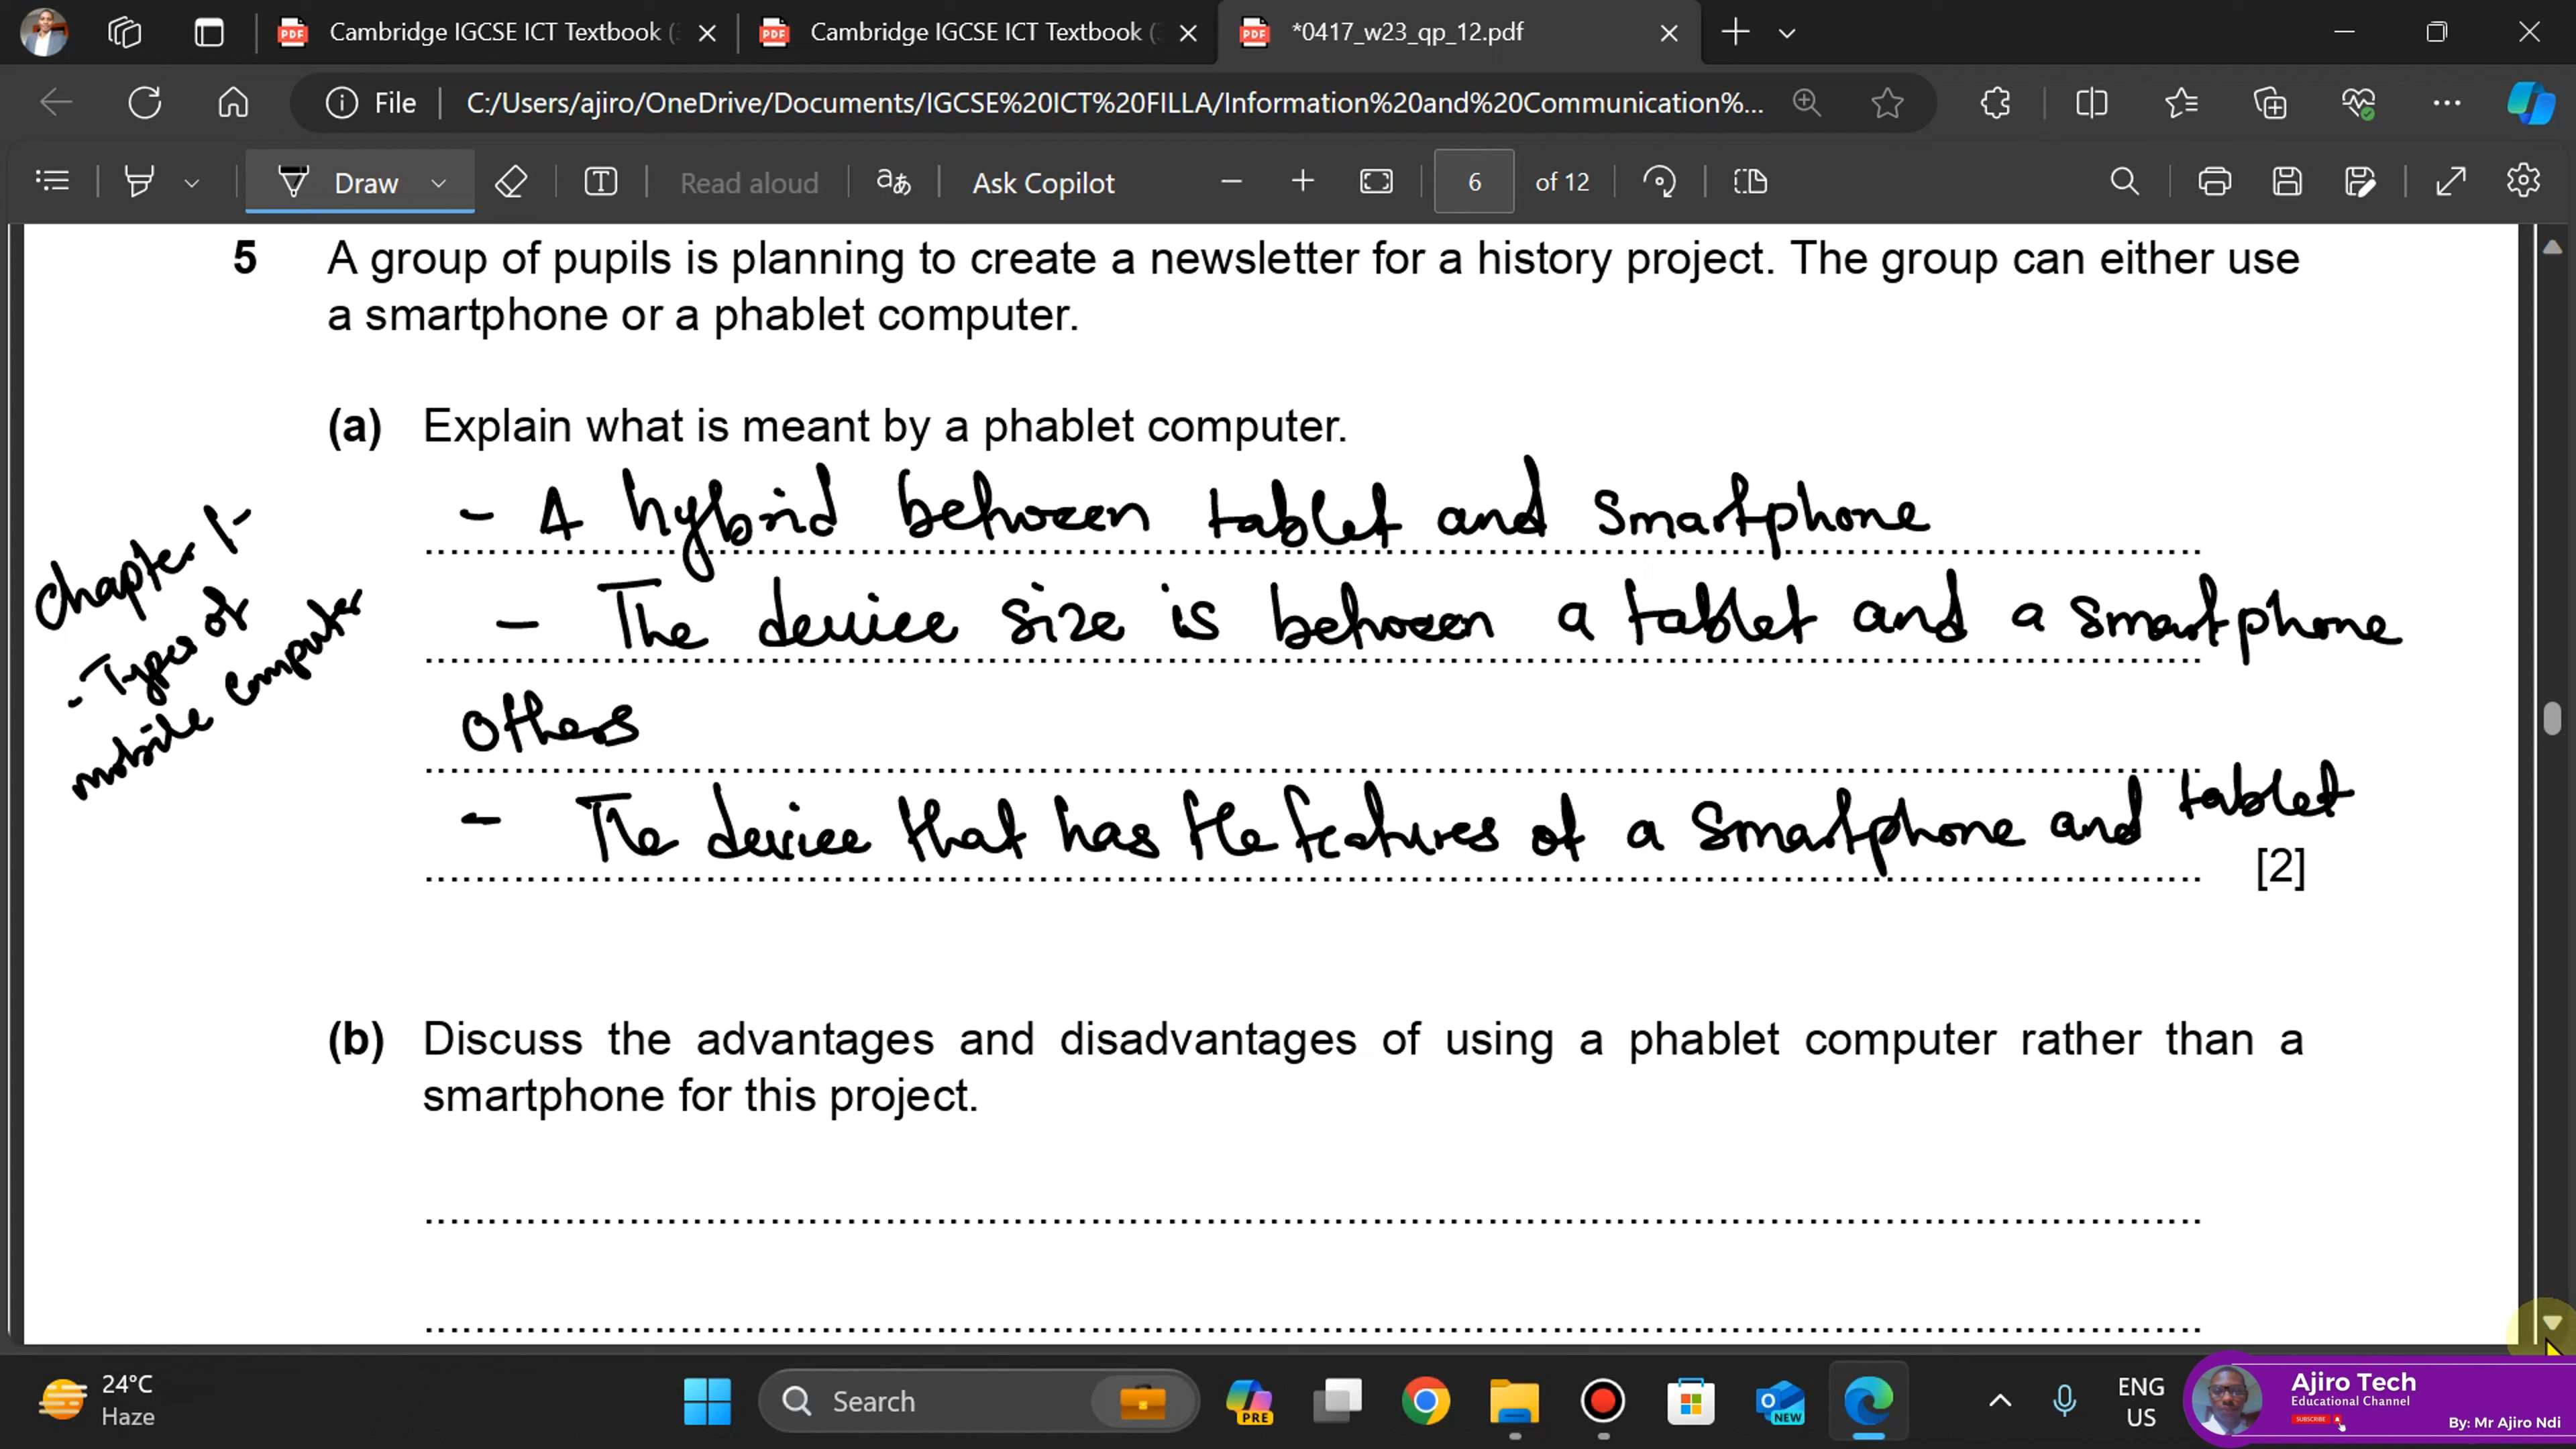 Cambridge IGCSE ICT Textbook (
Cambridge IGCSE ICT Textbook (
*0417_w23_qp_12.pdf
File
C:/Users/ajiro/OneDrive/Documents/IGCSE%20ICT%20FILLA/Information%20and%20Communication%...
Draw
Read aloud
Ask Copilot
6 of 12
5 A group of pupils is planning to create a newsletter for a history project. The group can either use
a smartphone or a phablet computer.
(a) Explain what is meant by a phablet computer.
- A hybrid between tablet and smartphone
- The device size is between a tablet and a smartphone
others
- The device that has the features of a smartphone and tablet
[2]
chapter 1-
- Types of
mobile computer
(b) Discuss the advantages and disadvantages of using a phablet computer rather than a
smartphone for this project.
24°C
Haze
Search
PRE
NEW
ENG
US
Ajiro Tech
Educational Channel
SUBSCRIBE
By: Mr Ajiro Ndi